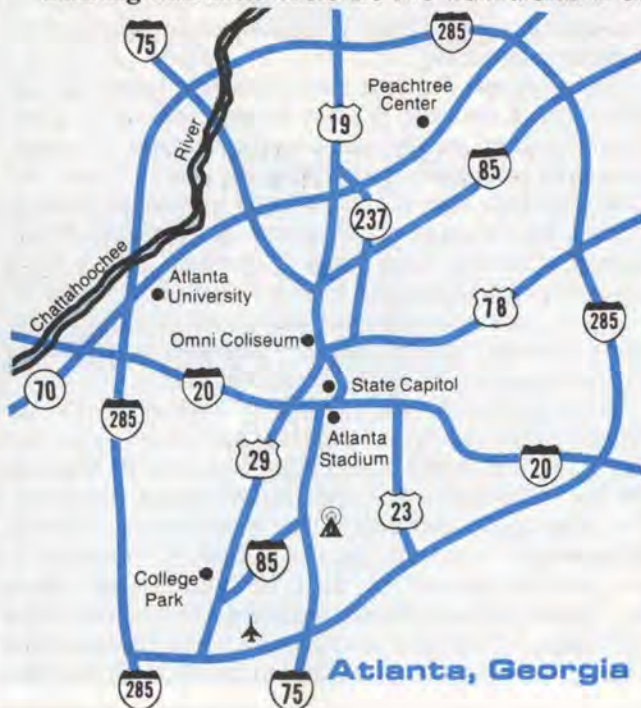 75
285
Peachtree
Center
19
River
85
237
Chattahoochee
Atlanta
University
78
285
Omni Coliseum
State Capitol
70
20
285
Atlanta
Stadium
29
20
23
85
College
Park
Atlanta, Georgia
285
75